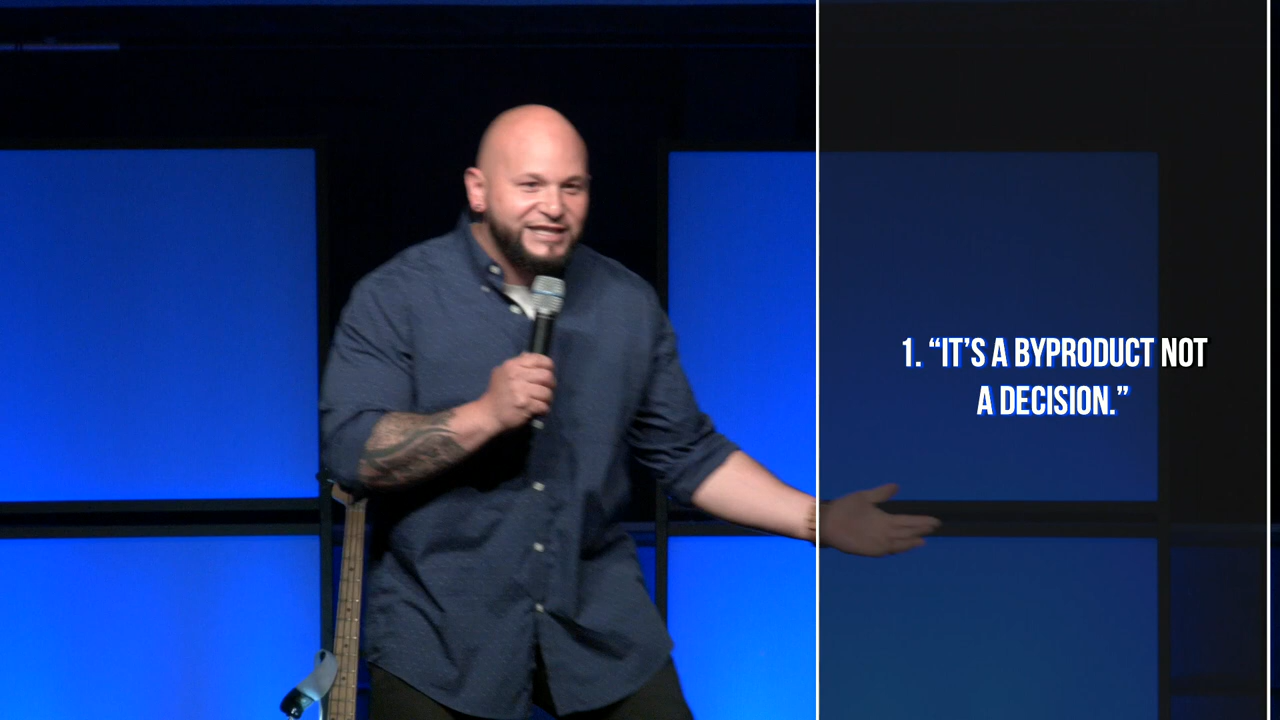 1. “IT’S A BYPRODUCT NOT
A DECISION.”